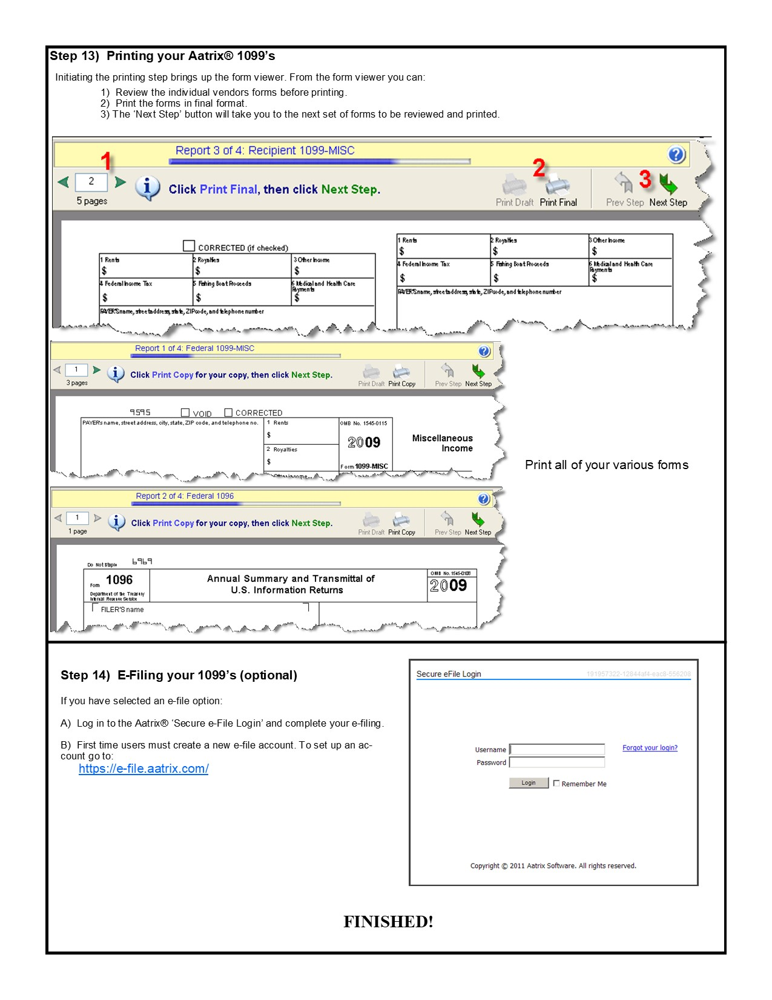 Step 13)  Printing your Aatrix® 1099's
Initiating the printing step brings up the form viewer. From the form viewer you can:
1)  Review the individual vendors forms before printing.
2)  Print the forms in final format.
3) The ‘Next Step’ button will take you to the next set of forms to be reviewed and printed.
Report 3 of 4: Recipient 1099-MISC
1
2
3
2
5 pages
Click Print Final, then click Next Step.
Print Draft Print Final
Prev Step Next Step
CORRECTED (if checked)
1 Rents
$
2 Royalties
$
3 Other Income
$
4 Federal Income Tax
$
5 Fishing Boat Proceeds
$
6 Medical and Health Care
Payments
$
PAYER'S name, street address, state, ZIP code, and telephone number
1 Rents
$
2 Royalties
$
3 Other Income
$
4 Federal Income Tax
$
5 Fishing Boat Proceeds
$
6 Medical and Health Care
Payments
$
PAYER'S name, street address, state, ZIP code, and telephone number
Report 1 of 4: Federal 1099-MISC
1
3 pages
Click Print Copy for your copy, then click Next Step.
Print Draft Print Copy
Prev Step Next Step
9595
VOID
CORRECTED
PAYER's name, street address, city, state, ZIP code, and telephone no.
1 Rents
$
2 Royalties
$
OMB No. 1545-0115
2009
Form 1099-MISC
Miscellaneous
Income
Print all of your various forms
Report 2 of 4: Federal 1096
1
1 page
Click Print Copy for your copy, then click Next Step.
Print Draft Print Copy
Prev Step Next Step
Do Not Staple
6969
Form 1096
Department of the Treasury
Internal Revenue Service
Annual Summary and Transmittal of
U.S. Information Returns
OMB No. 1545-0108
2009
FILER'S name
Step 14)  E-Filing your 1099's (optional)
If you have selected an e-file option:
A)  Log in to the Aatrix® ‘Secure e-File Login’ and complete your e-filing.
B)  First time users must create a new e-file account. To set up an ac-
count go to:
https://e-file.aatrix.com/
Secure eFile Login
191957322-12844af4-eac8-556208
Username
Forgot your login?
Password
Login
Remember Me
Copyright © 2011 Aatrix Software. All rights reserved.
FINISHED!